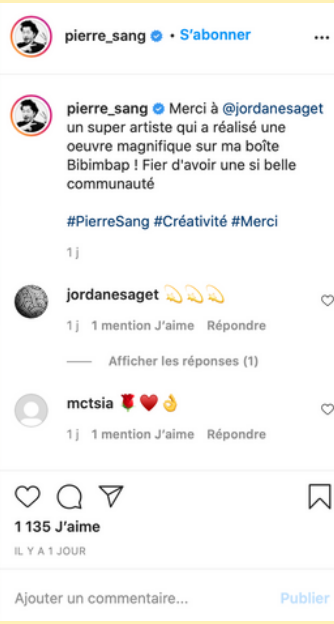 pierre_sang • S'abonner
pierre_sang Merci à @jordanesaget
un super artiste qui a réalisé une
oeuvre magnifique sur ma boîte
Bibimbap ! Fier d'avoir une si belle
communauté
#PierreSang #Créativité #Merci
1 j
jordanesaget 💫💫💫
1 j 1 mention J'aime Répondre
Afficher les réponses (1)
mctsia 🌹❤️👌
1 j 1 mention J'aime Répondre
1 135 J'aime
IL Y A 1 JOUR
Ajouter un commentaire... Publier